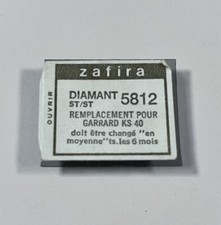 zafira
OUVRIR
DIAMANT 5812
ST/ST
REMPLACEMENT POUR
GARRARD KS 40
doit être changé "en
moyenne"ts.les 6 mois